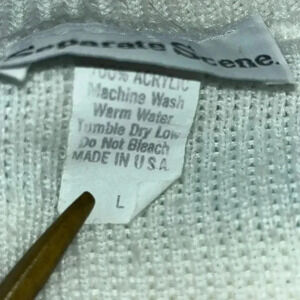 Separate Scene.
100% ACRYLIC
Machine Wash
Warm Water
Tumble Dry Low
Do Not Bleach
MADE IN U.S.A.
L